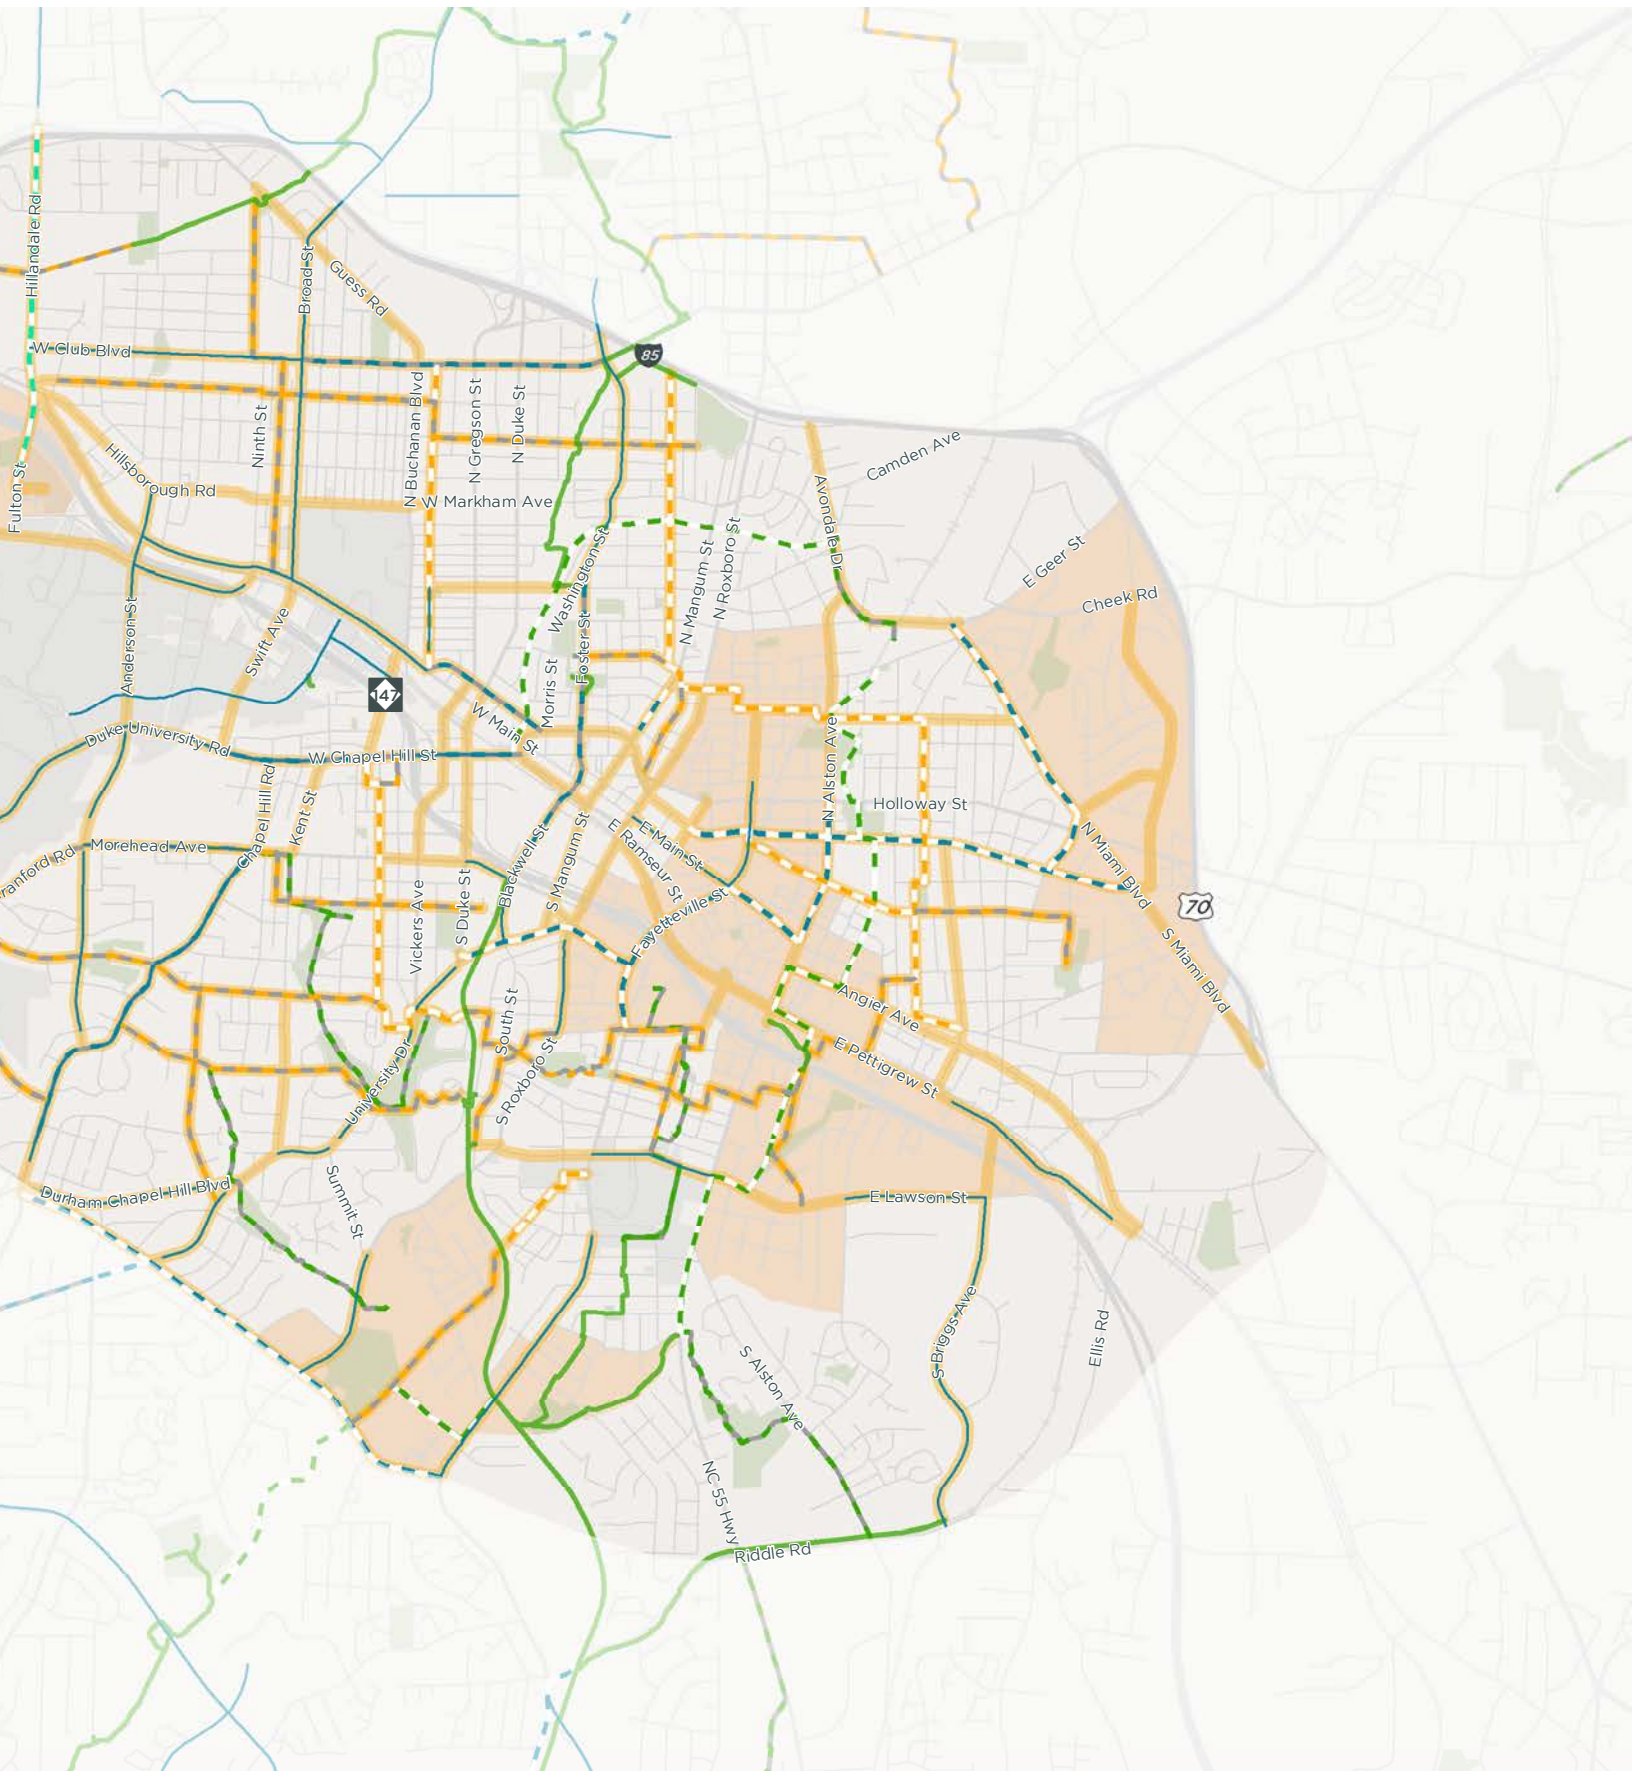 Hillandale Rd
Broad St
Guess Rd
W Club Blvd
85
N Buchanan Blvd
N Gregson St
N Duke St
Ninth St
Hillsborough Rd
W Markham Ave
Fulton St
Camden Ave
Avondale Dr
E Geer St
Cheek Rd
Washington St
N Mangum St
N Roxboro St
Anderson St
Swift Ave
Foster St
Morris St
147
W Main St
Duke University Rd
W Chapel Hill St
N Alston Ave
Chapel Hill Rd
Kent St
Holloway St
Morehead Ave
ranford Rd
Blackwell St
S Mangum St
E Main St
E Ramseur St
N Miami Blvd
70
Vickers Ave
S Duke St
Fayetteville St
S Miami Blvd
Angier Ave
South St
S Roxboro St
University Dr
E Pettigrew St
Durham Chapel Hill Blvd
Summit St
E Lawson St
S Briggs Ave
Ellis Rd
S Alston Ave
NC 55 Hwy
Riddle Rd